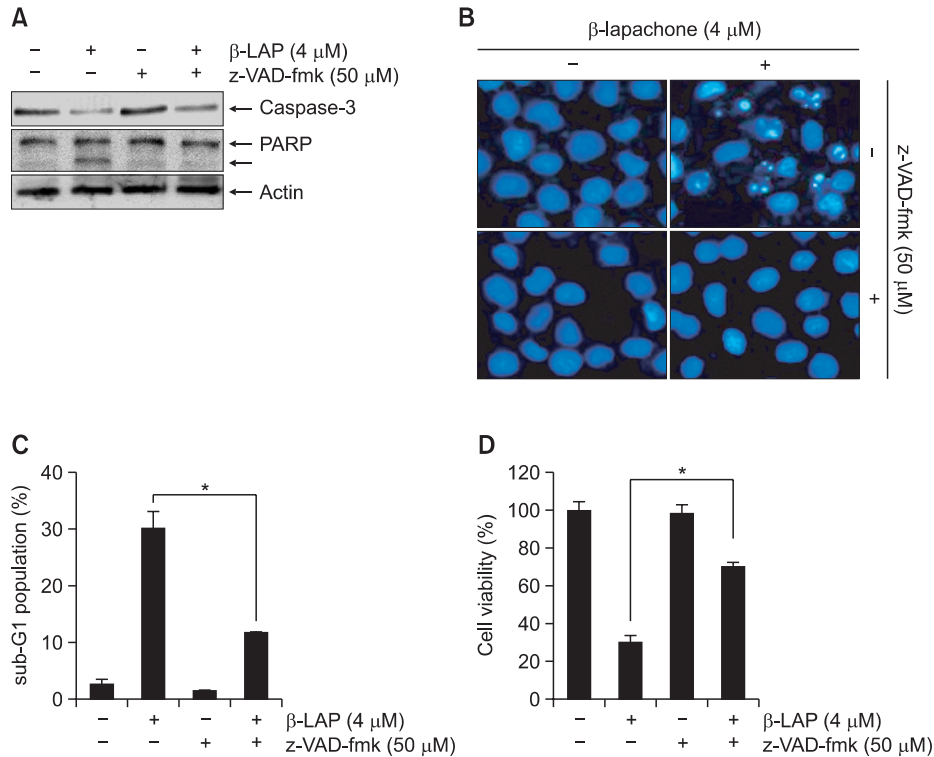 A
– + – + β-LAP (4 μM)
– – + + z-VAD-fmk (50 μM)
Caspase-3
PARP
Actin
B
β-lapachone (4 μM)
– +
–
+
z-VAD-fmk (50 μM)
C
sub-G1 population (%)
40
30
20
10
0
*
– + – + β-LAP (4 μM)
– – + + z-VAD-fmk (50 μM)
D
Cell viability (%)
120
100
80
60
40
20
0
*
– + – + β-LAP (4 μM)
– – + + z-VAD-fmk (50 μM)